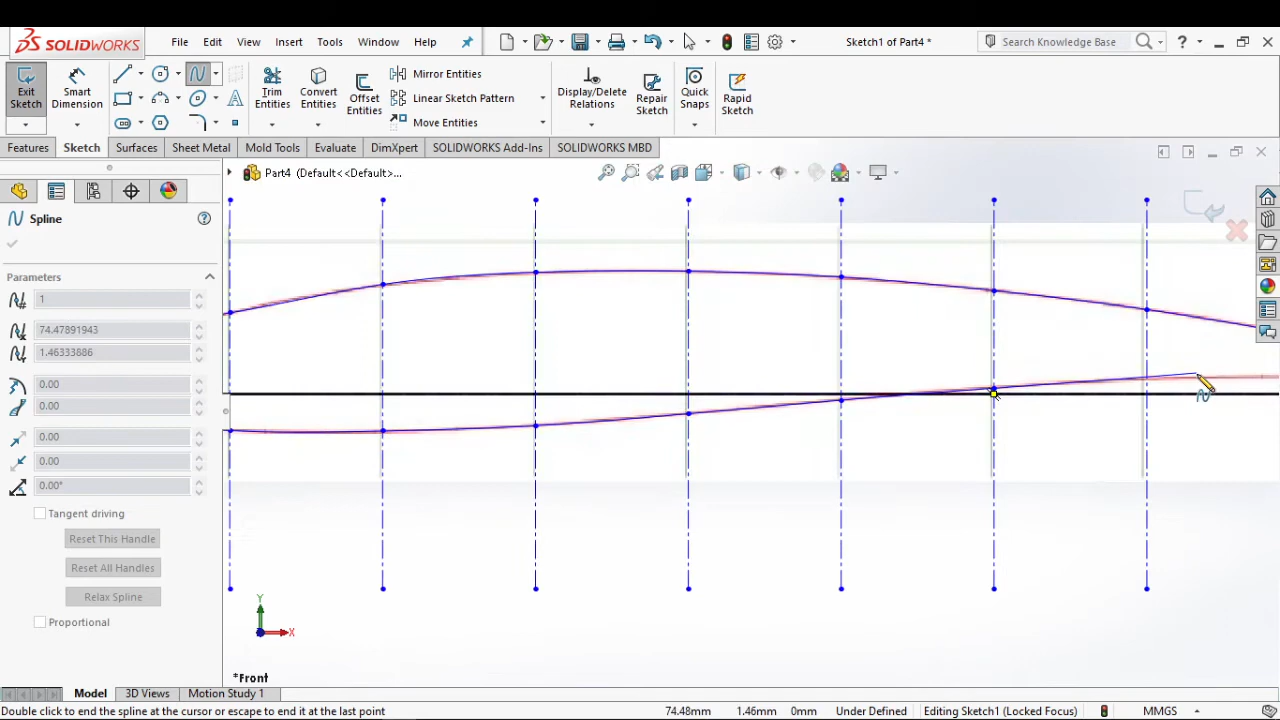 SOLIDWORKS File Edit View Insert Tools Window Help Sketch1 of Part4 * Search Knowledge Base ?
Exit Sketch
Smart Dimension
Trim Entities
Convert Entities
Offset Entities
Mirror Entities
Linear Sketch Pattern
Move Entities
Display/Delete Relations
Repair Sketch
Quick Snaps
Rapid Sketch
Features Sketch Surfaces Sheet Metal Mold Tools Evaluate DimXpert SOLIDWORKS Add-Ins SOLIDWORKS MBD
Part4 (Default<<Default>...
Spline ?
Parameters
1
74.47891943
1.46333886
0.00
0.00
0.00
0.00
0.00°
Tangent driving
Reset This Handle
Reset All Handles
Relax Spline
Proportional
Y
X
*Front
Model 3D Views Motion Study 1
Double click to end the spline at the cursor or escape to end it at the last point 74.48mm 1.46mm 0mm Under Defined Editing Sketch1 (Locked Focus) MMGS